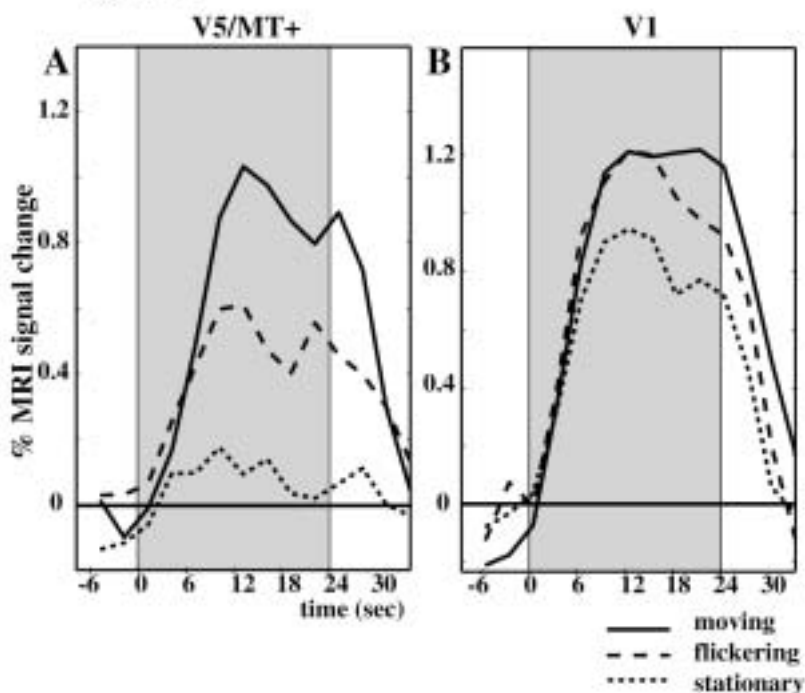 V5/MT+
V1
A
B
% MRI signal change
1.2
0.8
0.4
0
1.2
0.8
0.4
0
-6 0 6 12 18 24 30
-6 0 6 12 18 24 30
time (sec)
moving
flickering
stationary